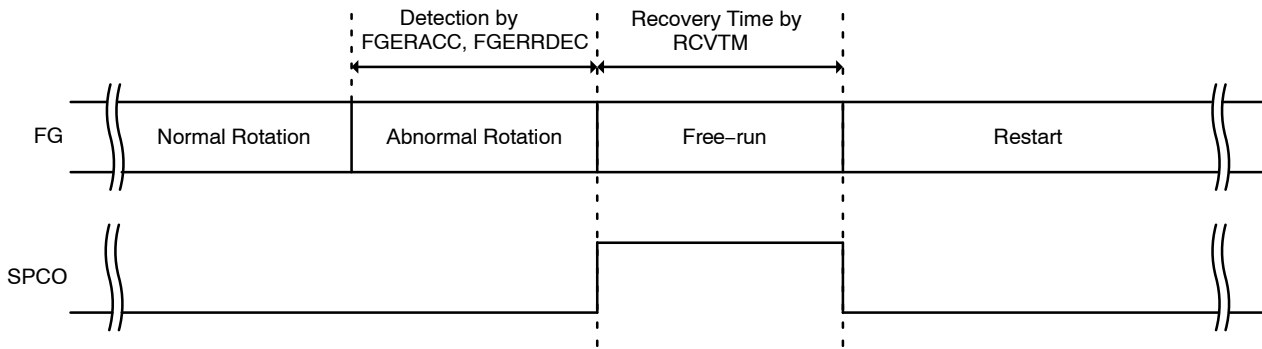 Detection by
FGERACC, FGERRDEC
Recovery Time by
RCVTM
FG
Normal Rotation
Abnormal Rotation
Free−run
Restart
SPCO